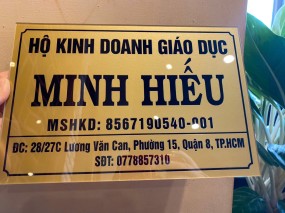 HỘ KINH DOANH GIÁO DỤC
MINH HIẾU
MSHKD: 8567190540-001
ĐC: 28/27C Lương Văn Can, Phường 15, Quận 8, TP.HCM
SĐT: 0778857310